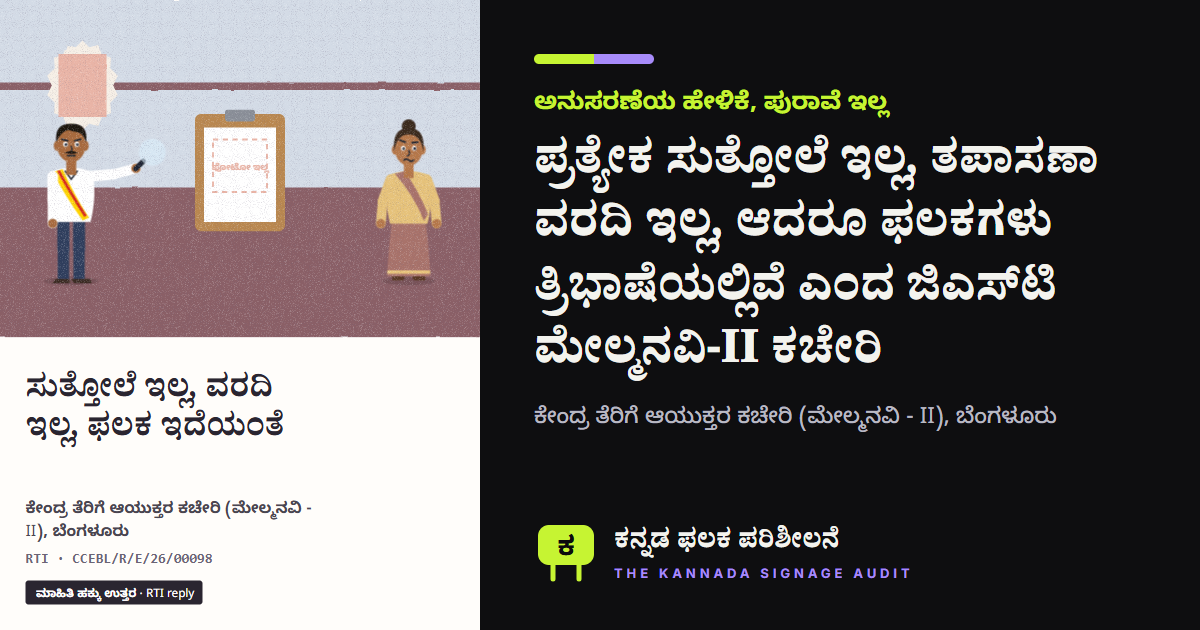 ಫೋಟೋ ಇಲ್ಲ
ಸುತ್ತೋಲೆ ಇಲ್ಲ, ವರದಿ
ಇಲ್ಲ, ಫಲಕ ಇದೆಯಂತೆ
ಕೇಂದ್ರ ತೆರಿಗೆ ಆಯುಕ್ತರ ಕಚೇರಿ (ಮೇಲ್ಮನವಿ -
II), ಬೆಂಗಳೂರು
RTI · CCEBL/R/E/26/00098
ಮಾಹಿತಿ ಹಕ್ಕು ಉತ್ತರ · RTI reply
ಅನುಸರಣೆಯ ಹೇಳಿಕೆ, ಪುರಾವೆ ಇಲ್ಲ
ಪ್ರತ್ಯೇಕ ಸುತ್ತೋಲೆ ಇಲ್ಲ, ತಪಾಸಣಾ
ವರದಿ ಇಲ್ಲ, ಆದರೂ ಫಲಕಗಳು
ತ್ರಿಭಾಷೆಯಲ್ಲಿವೆ ಎಂದ ಜಿಎಸ್‌ಟಿ
ಮೇಲ್ಮನವಿ-II ಕಚೇರಿ
ಕೇಂದ್ರ ತೆರಿಗೆ ಆಯುಕ್ತರ ಕಚೇರಿ (ಮೇಲ್ಮನವಿ - II), ಬೆಂಗಳೂರು
ಕ
ಕನ್ನಡ ಫಲಕ ಪರಿಶೀಲನೆ
THE KANNADA SIGNAGE AUDIT